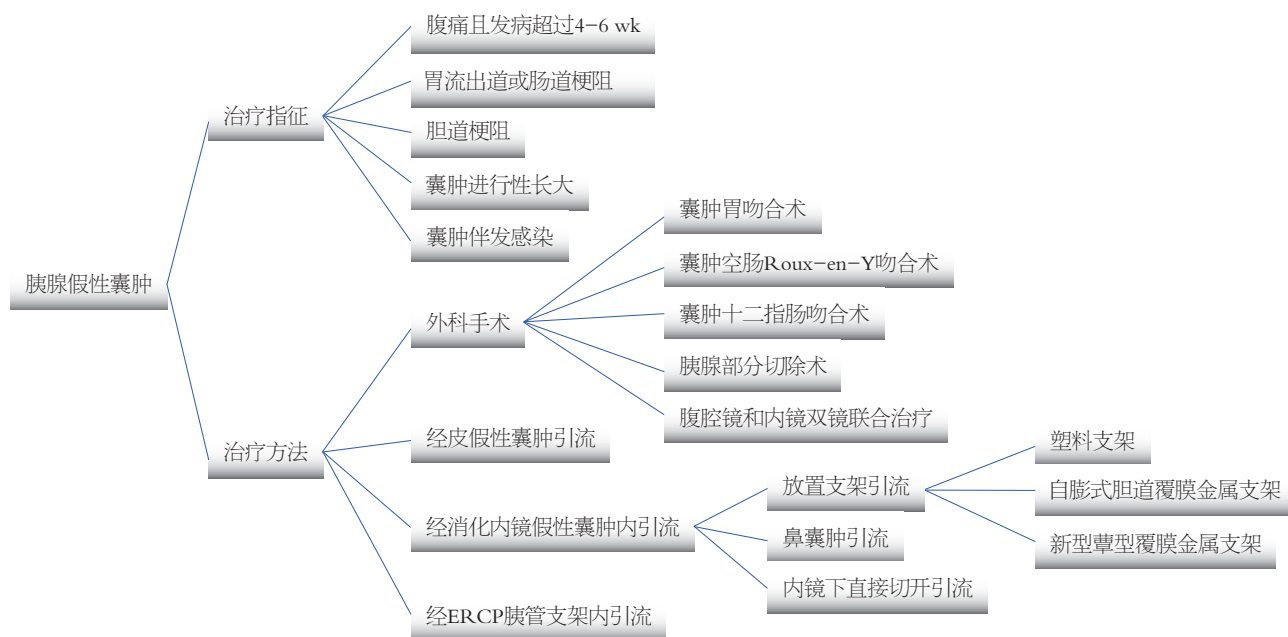 胰腺假性囊肿
治疗指征
腹痛且发病超过4-6 wk
胃流出道或肠道梗阻
胆道梗阻
囊肿进行性长大
囊肿伴发感染
治疗方法
外科手术
囊肿胃吻合术
囊肿空肠Roux-en-Y吻合术
囊肿十二指肠吻合术
胰腺部分切除术
腹腔镜和内镜双镜联合治疗
经皮假性囊肿引流
经消化内镜假性囊肿内引流
放置支架引流
塑料支架
自膨式胆道覆膜金属支架
新型蕈型覆膜金属支架
鼻囊肿引流
内镜下直接切开引流
经ERCP胰管支架内引流